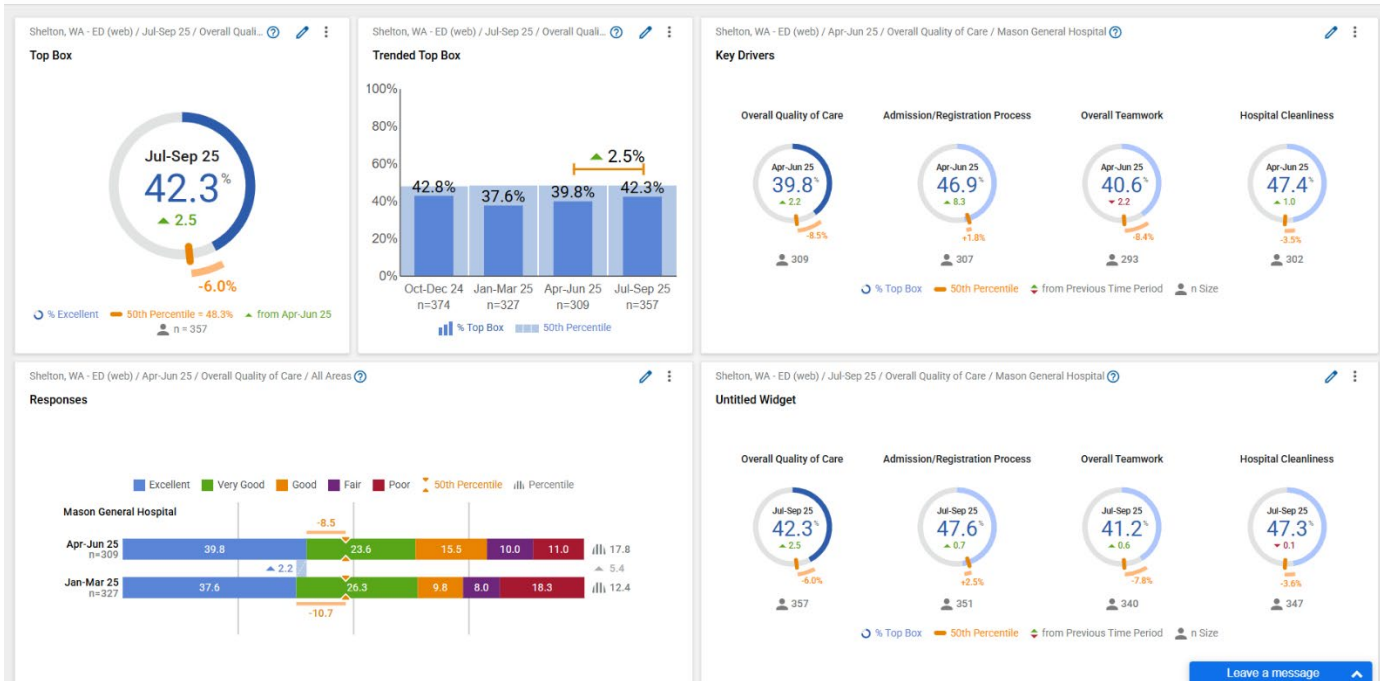 Shelton, WA - ED (web) / Jul-Sep 25 / Overall Quali...
Top Box
Jul-Sep 25
42.3%
2.5
-6.0%
% Excellent 50th Percentile = 48.3% from Apr-Jun 25
n = 357
Shelton, WA - ED (web) / Jul-Sep 25 / Overall Quali...
Trended Top Box
100%
80%
60%
40%
20%
0%
2.5%
42.8% 37.6% 39.8% 42.3%
Oct-Dec 24 Jan-Mar 25 Apr-Jun 25 Jul-Sep 25
n=374 n=327 n=309 n=357
% Top Box 50th Percentile
Shelton, WA - ED (web) / Apr-Jun 25 / Overall Quality of Care / Mason General Hospital
Key Drivers
Overall Quality of Care Admission/Registration Process Overall Teamwork Hospital Cleanliness
Apr-Jun 25 Apr-Jun 25 Apr-Jun 25 Apr-Jun 25
39.8% 46.9% 40.6% 47.4%
2.2 8.3 2.2 1.0
-8.5% +1.8% -8.4% -3.5%
309 307 293 302
% Top Box 50th Percentile from Previous Time Period n Size
Shelton, WA - ED (web) / Apr-Jun 25 / Overall Quality of Care / All Areas
Responses
Excellent Very Good Good Fair Poor 50th Percentile Percentile
Mason General Hospital
-8.5
Apr-Jun 25 39.8 23.6 15.5 10.0 11.0 17.8
n=309
2.2 5.4
Jan-Mar 25 37.6 26.3 9.8 8.0 18.3 12.4
n=327
-10.7
Shelton, WA - ED (web) / Jul-Sep 25 / Overall Quality of Care / Mason General Hospital
Untitled Widget
Overall Quality of Care Admission/Registration Process Overall Teamwork Hospital Cleanliness
Jul-Sep 25 Jul-Sep 25 Jul-Sep 25 Jul-Sep 25
42.3% 47.6% 41.2% 47.3%
2.5 0.7 0.6 0.1
-6.0% +2.5% -7.8% -3.6%
357 351 340 347
% Top Box 50th Percentile from Previous Time Period n Size
Leave a message